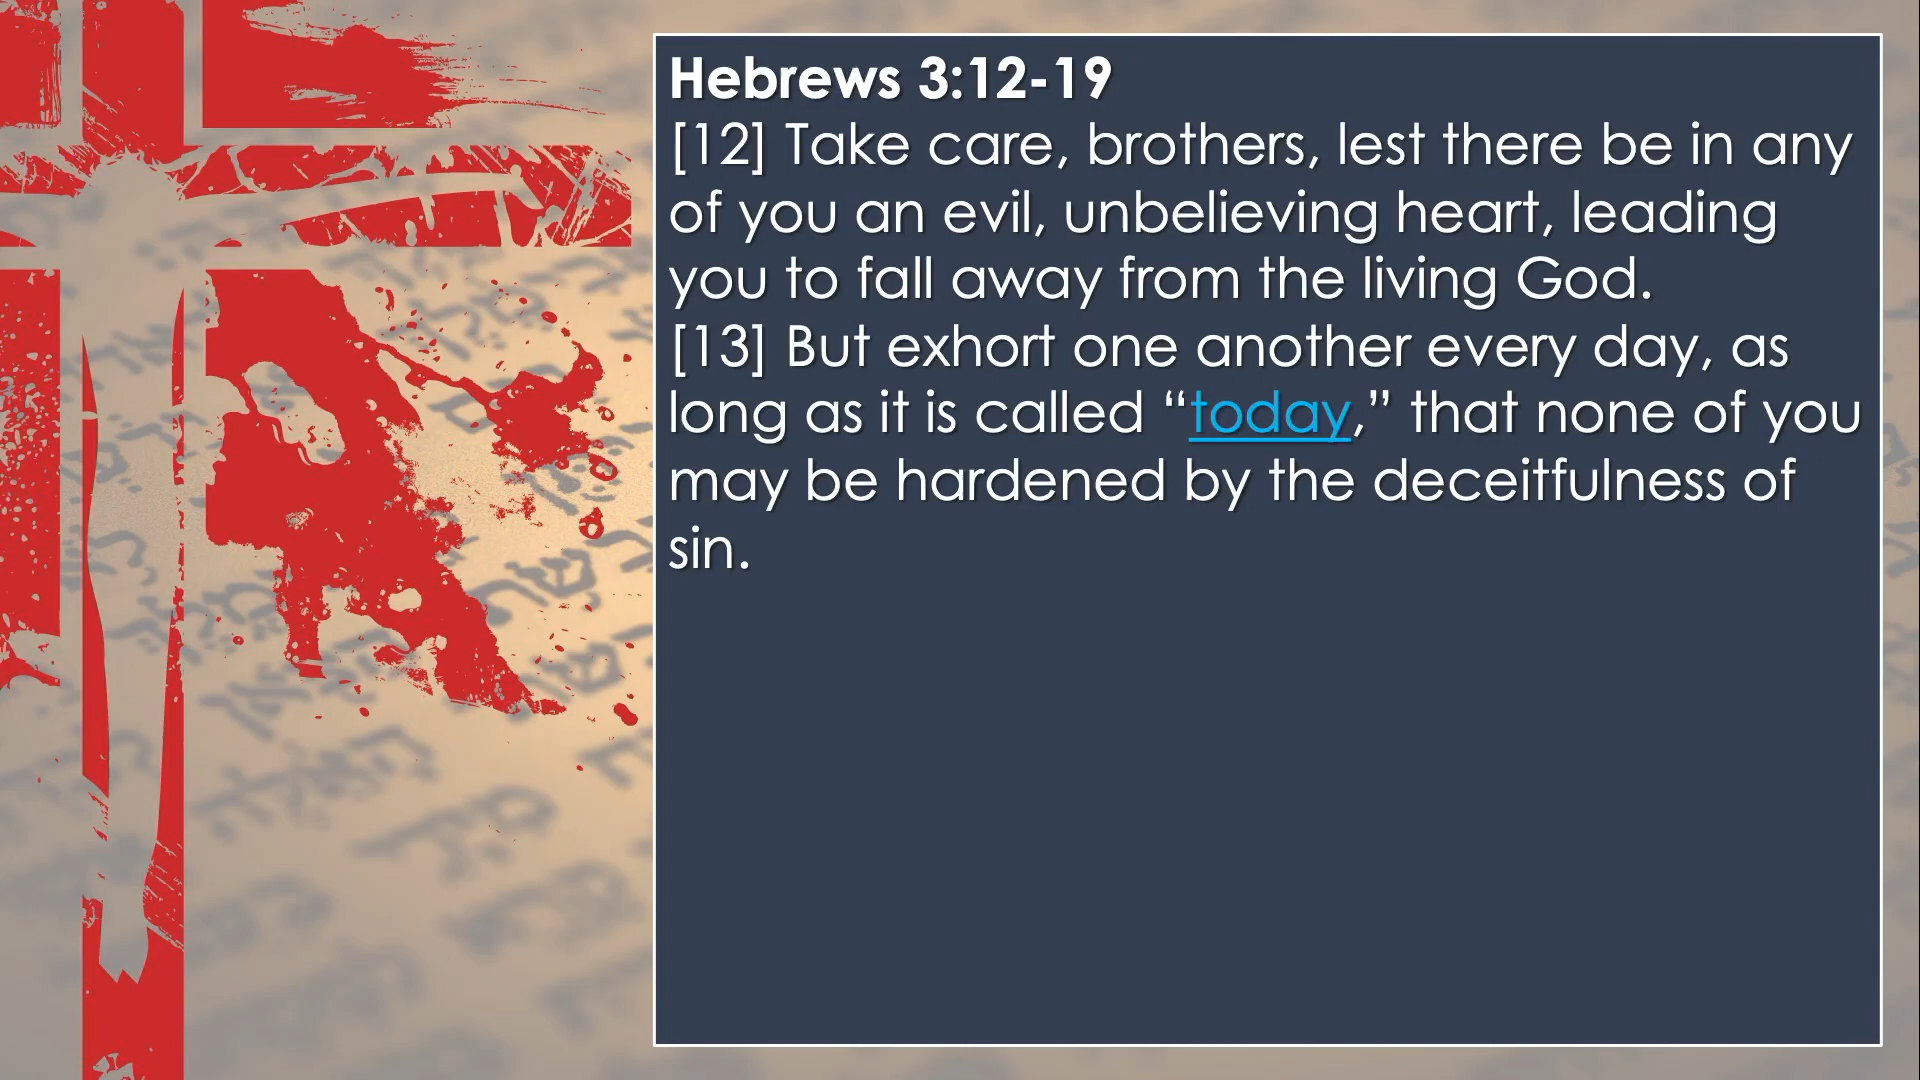 Hebrews 3:12-19
[12] Take care, brothers, lest there be in any
of you an evil, unbelieving heart, leading
you to fall away from the living God.
[13] But exhort one another every day, as
long as it is called “today,” that none of you
may be hardened by the deceitfulness of
sin.